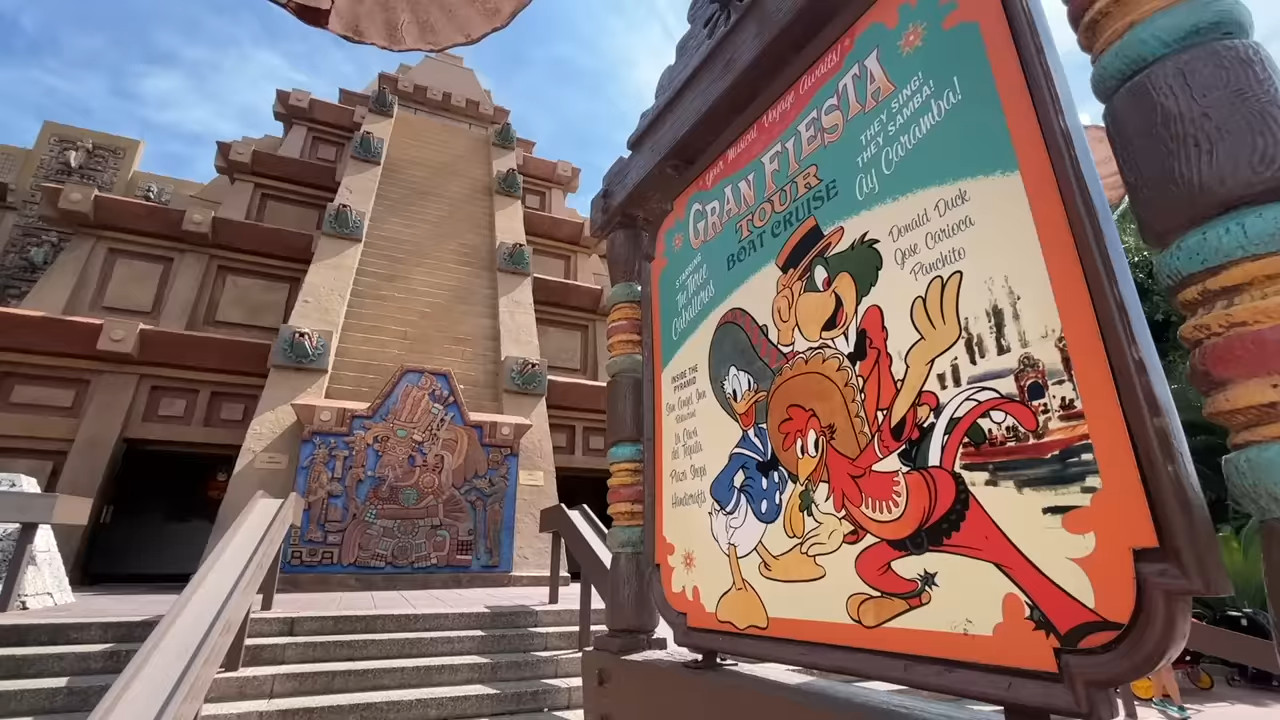 Your Musical Voyage Awaits!
GRAN FIESTA
TOUR
BOAT CRUISE
THEY SING!
THEY SAMBA!
Ay Caramba!
STARRING
The Three
Caballeros
Donald Duck
Jose Carioca
Panchito
INSIDE THE
PYRAMID
San Angel Inn
RESTAURANT
La Cava
del Tequila
Plaza Shops
Handicrafts